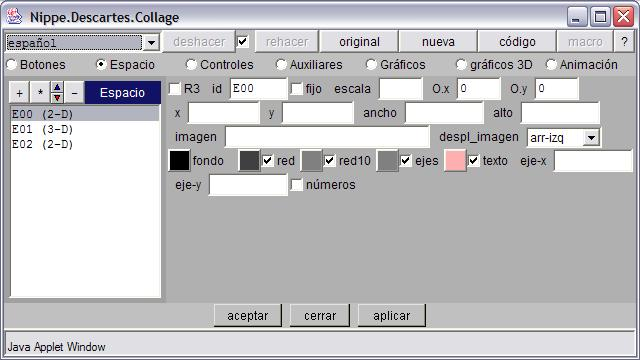 Nippe.Descartes.Collage
español deshacer rehacer original nueva código macro ?
Botones Espacio Controles Auxiliares Gráficos gráficos 3D Animación
+ * − Espacio R3 id E00 fijo escala O.x 0 O.y 0
E00 (2-D)
E01 (3-D)
E02 (2-D)
x y ancho alto
imagen despl_imagen arr-izq
fondo red red10 ejes texto eje-x
eje-y números
aceptar cerrar aplicar
Java Applet Window